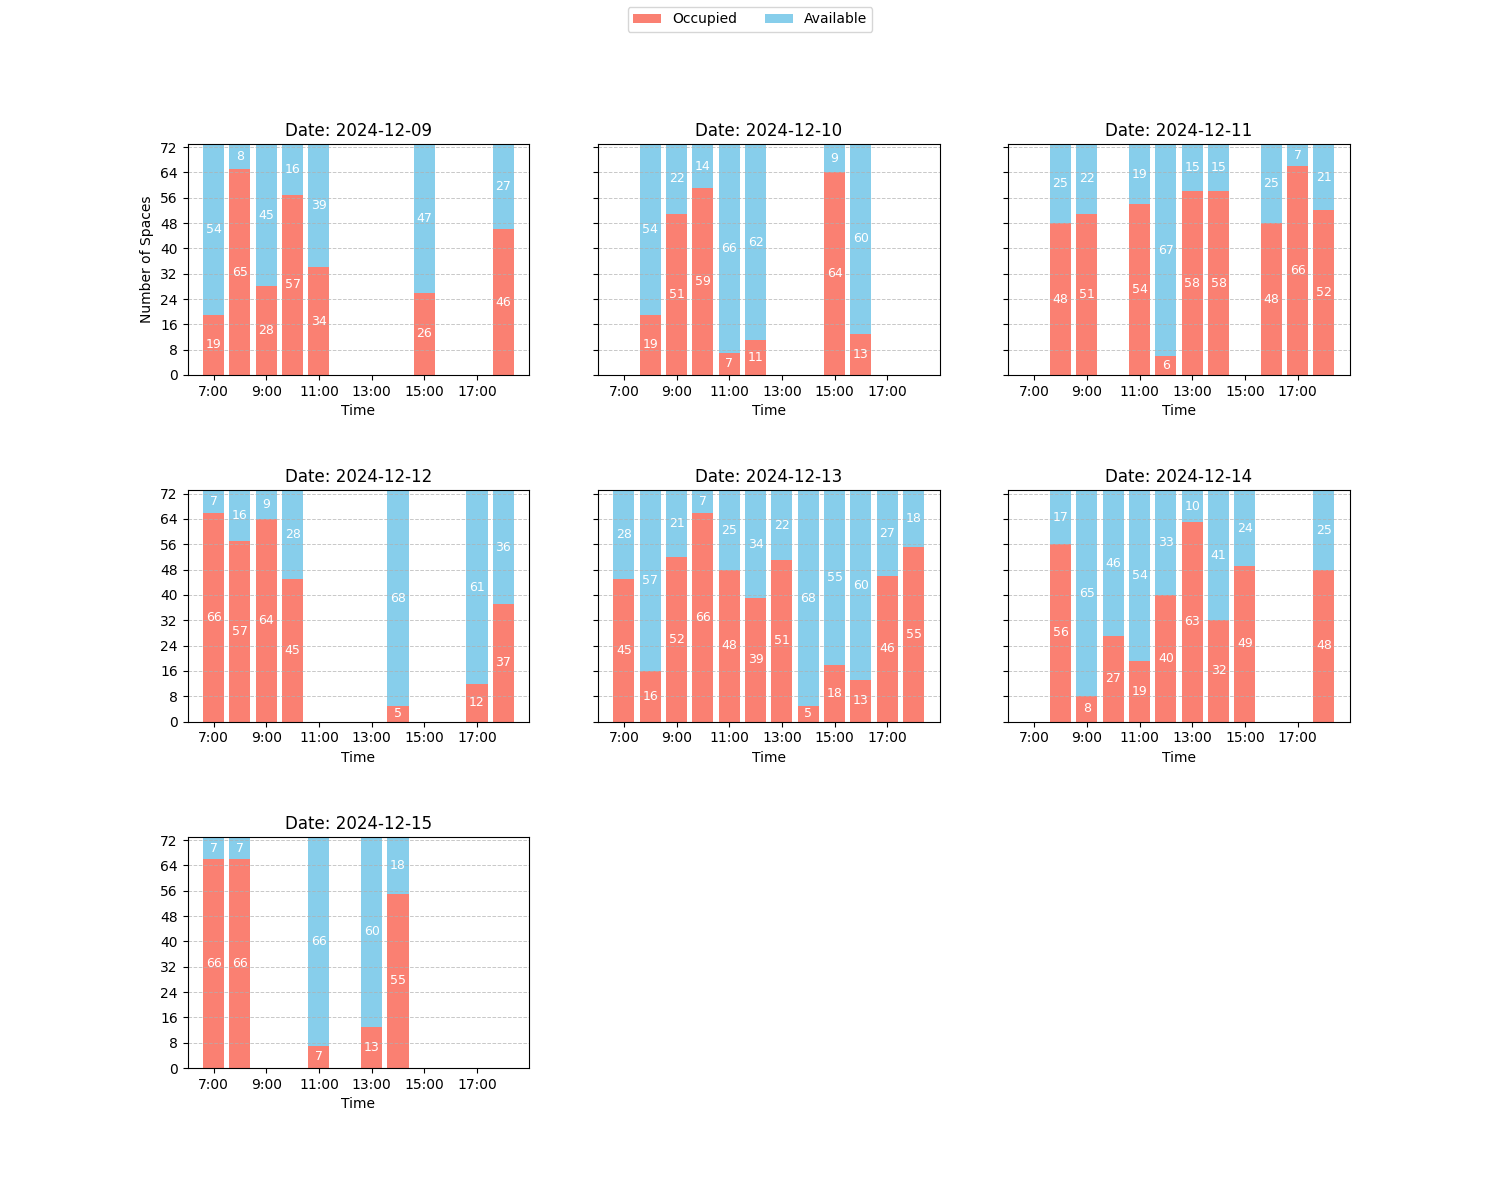 Occupied Available
Date: 2024-12-09 Date: 2024-12-10 Date: 2024-12-11
Number of Spaces
72 64 56 48 40 32 24 16 8 0
54 8 45 16 39 47 27
19 65 28 57 34 26 46
54 22 14 66 62 9 60
19 51 59 7 11 64 13
25 22 19 67 15 15 25 7 21
48 51 54 6 58 58 48 66 52
7:00 9:00 11:00 13:00 15:00 17:00 7:00 9:00 11:00 13:00 15:00 17:00 7:00 9:00 11:00 13:00 15:00 17:00
Time Time Time
Date: 2024-12-12 Date: 2024-12-13 Date: 2024-12-14
72 64 56 48 40 32 24 16 8 0
7 16 9 28 68 61 36
66 57 64 45 5 12 37
28 57 21 7 25 34 22 68 55 60 27 18
45 16 52 66 48 39 51 5 18 13 46 55
17 65 46 54 33 10 41 24 25
56 8 27 19 40 63 32 49 48
7:00 9:00 11:00 13:00 15:00 17:00 7:00 9:00 11:00 13:00 15:00 17:00 7:00 9:00 11:00 13:00 15:00 17:00
Time Time Time
Date: 2024-12-15
72 64 56 48 40 32 24 16 8 0
7 7 66 60 18
66 66 7 13 55
7:00 9:00 11:00 13:00 15:00 17:00
Time